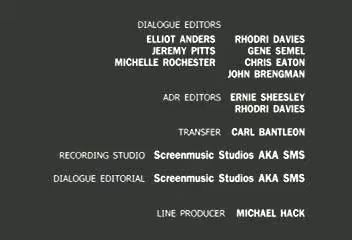 DIALOGUE EDITORS
ELLIOT ANDERS RHODRI DAVIES
JEREMY PITTS GENE SEMEL
MICHELLE ROCHESTER CHRIS EATON
JOHN BRENGMAN
ADR EDITORS ERNIE SHEESLEY
RHODRI DAVIES
TRANSFER CARL BANTLEON
RECORDING STUDIO Screenmusic Studios AKA SMS
DIALOGUE EDITORIAL Screenmusic Studios AKA SMS
LINE PRODUCER MICHAEL HACK